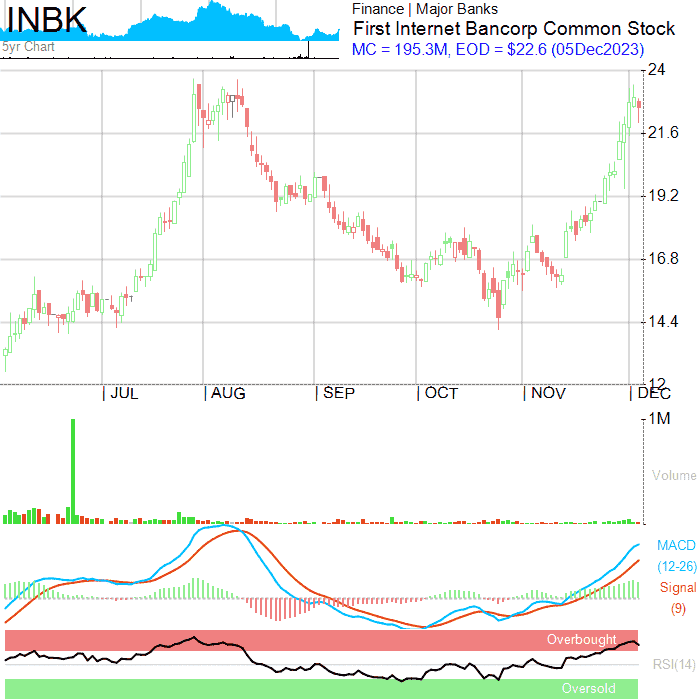 INBK
5yr Chart
Finance | Major Banks
First Internet Bancorp Common Stock
MC = 195.3M, EOD = $22.6 (05Dec2023)
24
21.6
19.2
16.8
14.4
12
| JUL | AUG | SEP | OCT | NOV | DEC
1M
Volume
MACD
(12-26)
Signal
(9)
Overbought
RSI(14)
Oversold